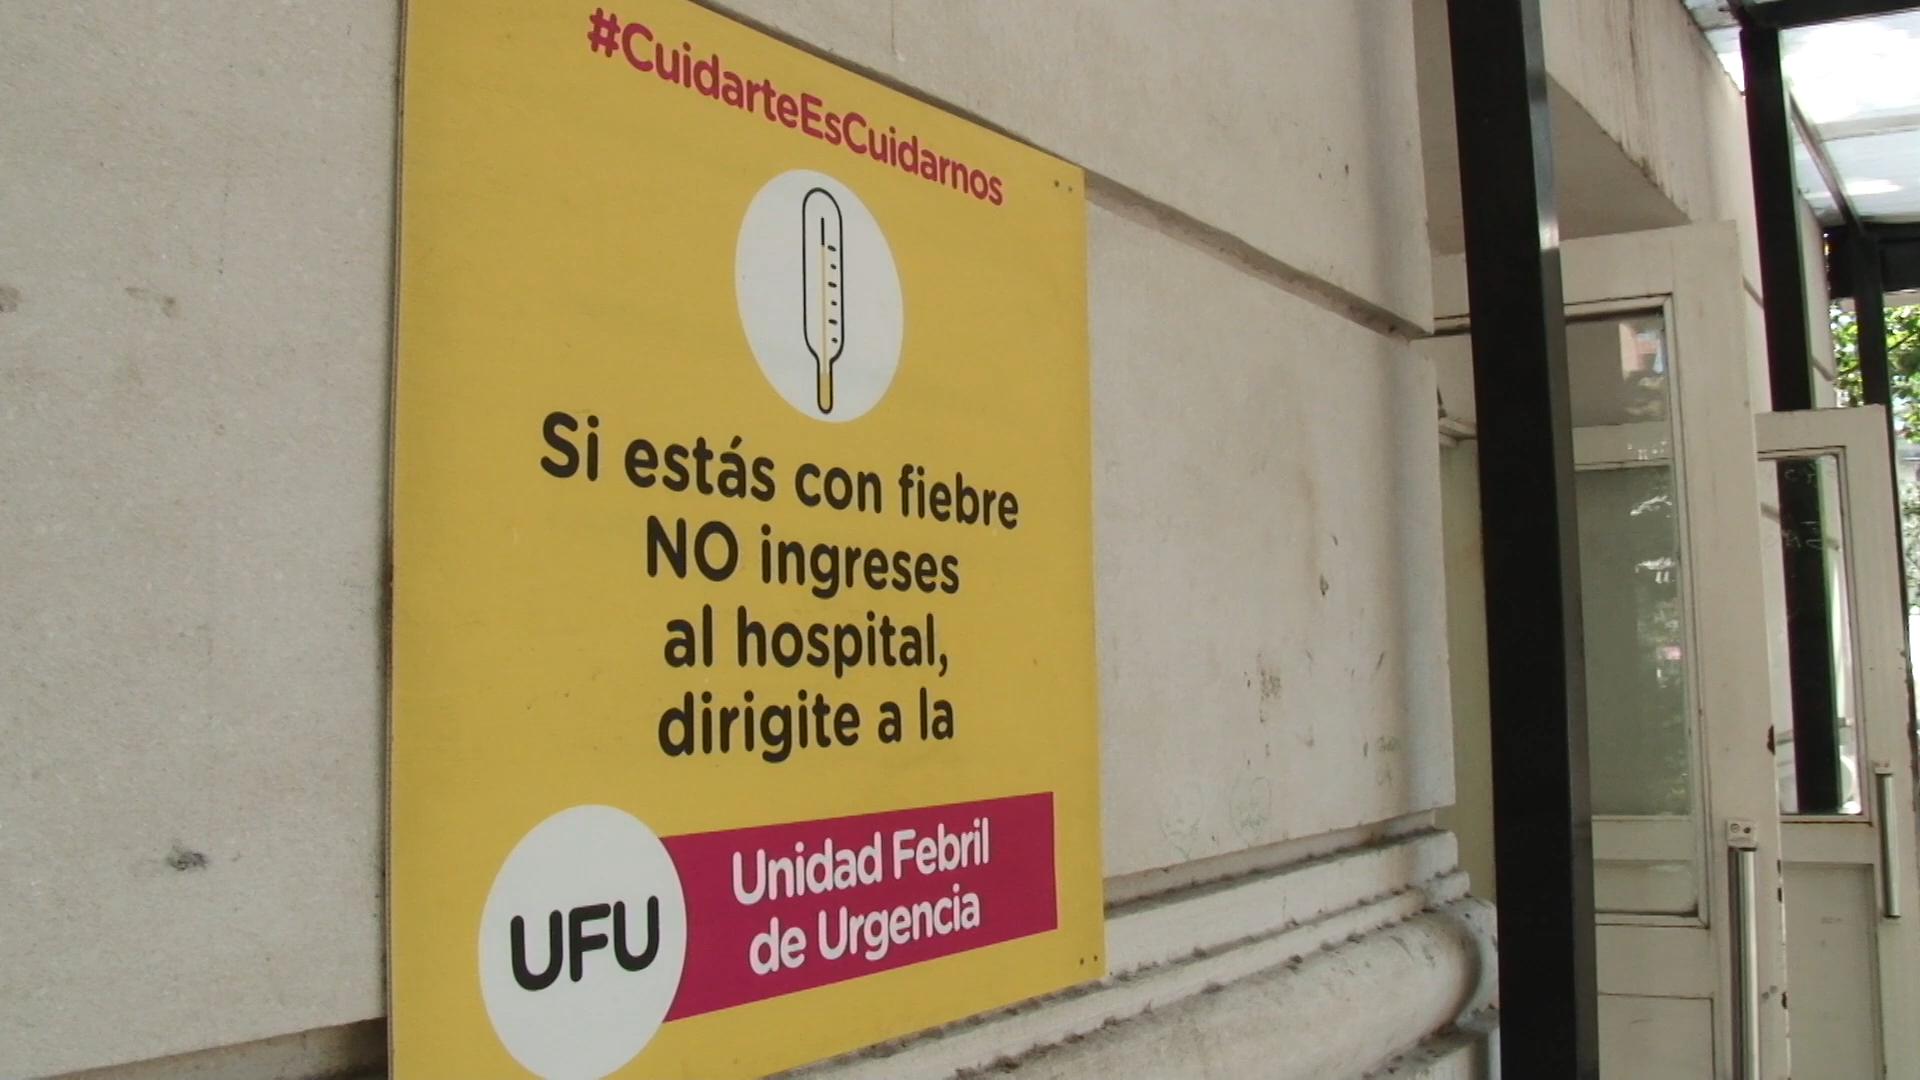 #CuidarteEsCuidarnos
Si estás con fiebre
NO ingreses
al hospital,
dirigite a la
UFU
Unidad Febril
de Urgencia